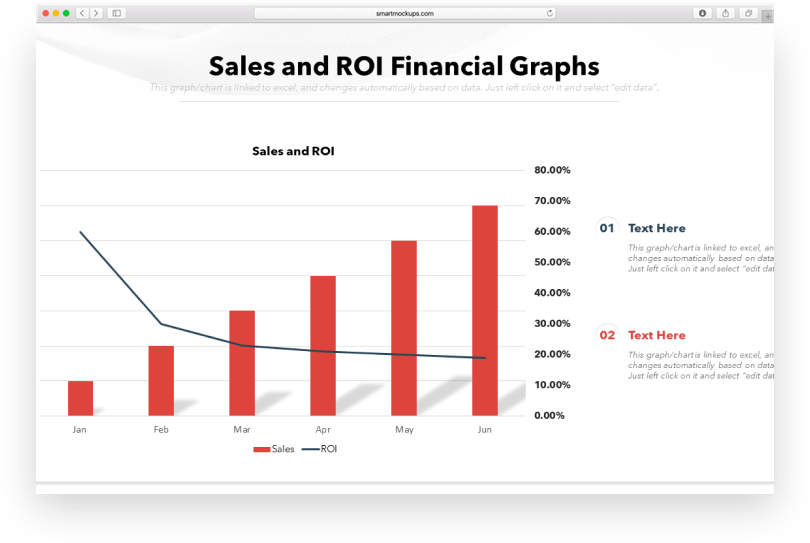 smartmockups.com
Sales and ROI Financial Graphs
This graph/chart is linked to excel, and changes automatically based on data. Just left click on it and select "edit data".
Sales and ROI
80.00%
70.00%
60.00%
50.00%
40.00%
30.00%
20.00%
10.00%
0.00%
Jan Feb Mar Apr May Jun
Sales ROI
01 Text Here
This graph/chart is linked to excel, an
changes automatically based on data
Just left click on it and select "edit dat
02 Text Here
This graph/chart is linked to excel, an
changes automatically based on data
Just left click on it and select "edit dat